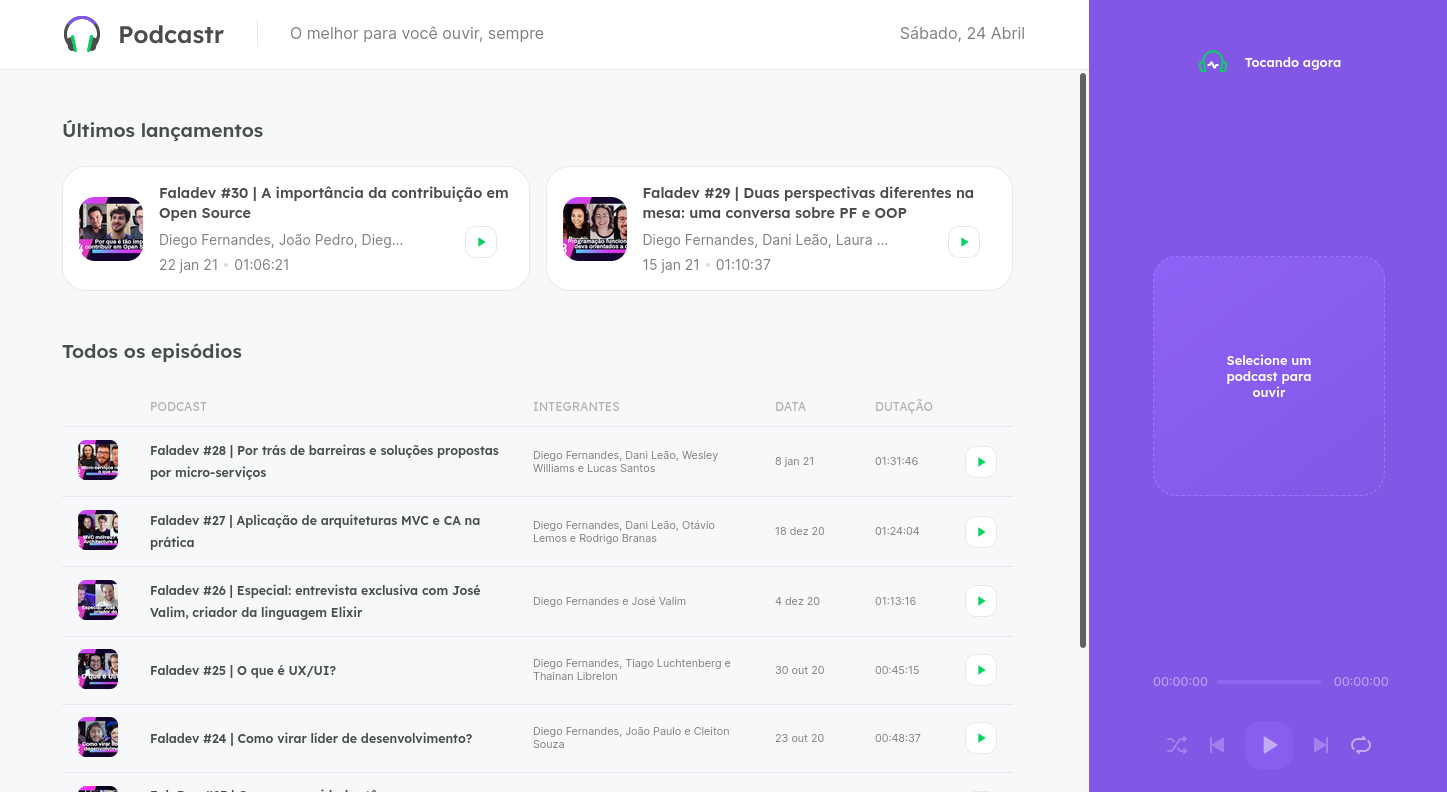 Podcastr
O melhor para você ouvir, sempre
Sábado, 24 Abril
Tocando agora
Últimos lançamentos
Faladev #30 | A importância da contribuição em
Open Source
Diego Fernandes, João Pedro, Dieg...
22 jan 21 • 01:06:21
Faladev #29 | Duas perspectivas diferentes na
mesa: uma conversa sobre PF e OOP
Diego Fernandes, Dani Leão, Laura ...
15 jan 21 • 01:10:37
Todos os episódios
PODCAST
INTEGRANTES
DATA
DUTAÇÃO
Faladev #28 | Por trás de barreiras e soluções propostas
por micro-serviços
Diego Fernandes, Dani Leão, Wesley
Williams e Lucas Santos
8 jan 21
01:31:46
Faladev #27 | Aplicação de arquiteturas MVC e CA na
prática
Diego Fernandes, Dani Leão, Otávio
Lemos e Rodrigo Branas
18 dez 20
01:24:04
Faladev #26 | Especial: entrevista exclusiva com José
Valim, criador da linguagem Elixir
Diego Fernandes e José Valim
4 dez 20
01:13:16
Faladev #25 | O que é UX/UI?
Diego Fernandes, Tiago Luchtenberg e
Thainan Librelon
30 out 20
00:45:15
Faladev #24 | Como virar líder de desenvolvimento?
Diego Fernandes, João Paulo e Cleiton
Souza
23 out 20
00:48:37
Selecione um
podcast para
ouvir
00:00:00
00:00:00